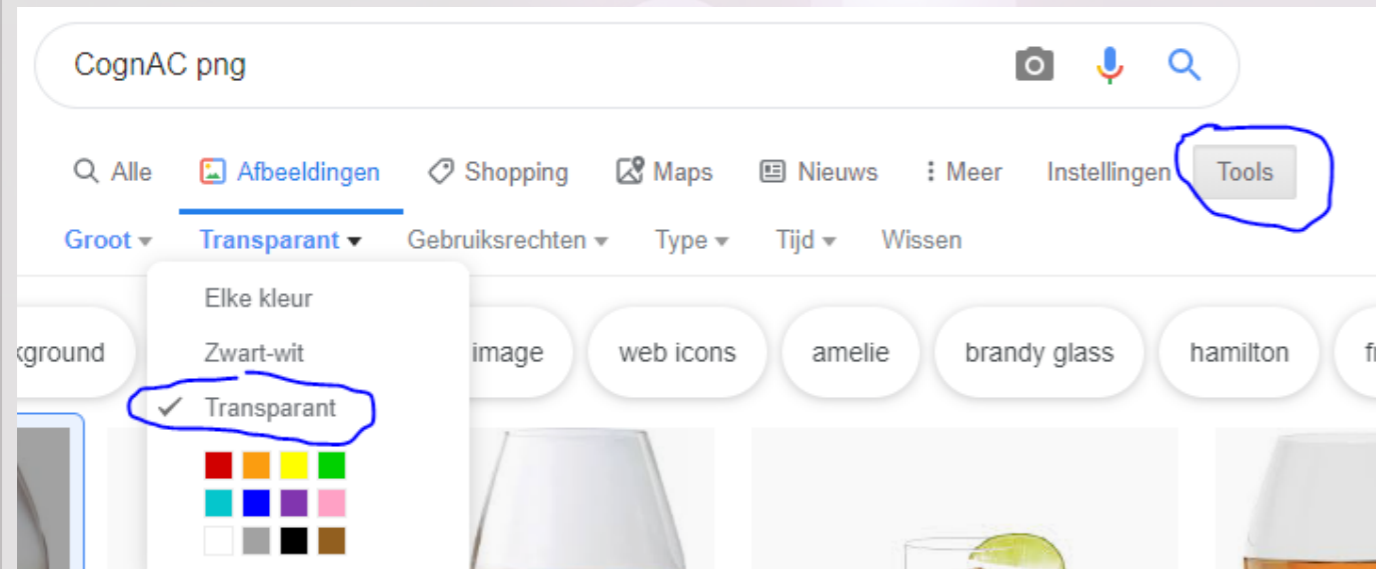 CognAC png
Alle Afbeeldingen Shopping Maps Nieuws Meer Instellingen Tools
Groot Transparant Gebruiksrechten Type Tijd Wissen
Elke kleur
Zwart-wit
Transparant
kground image web icons amelie brandy glass hamilton